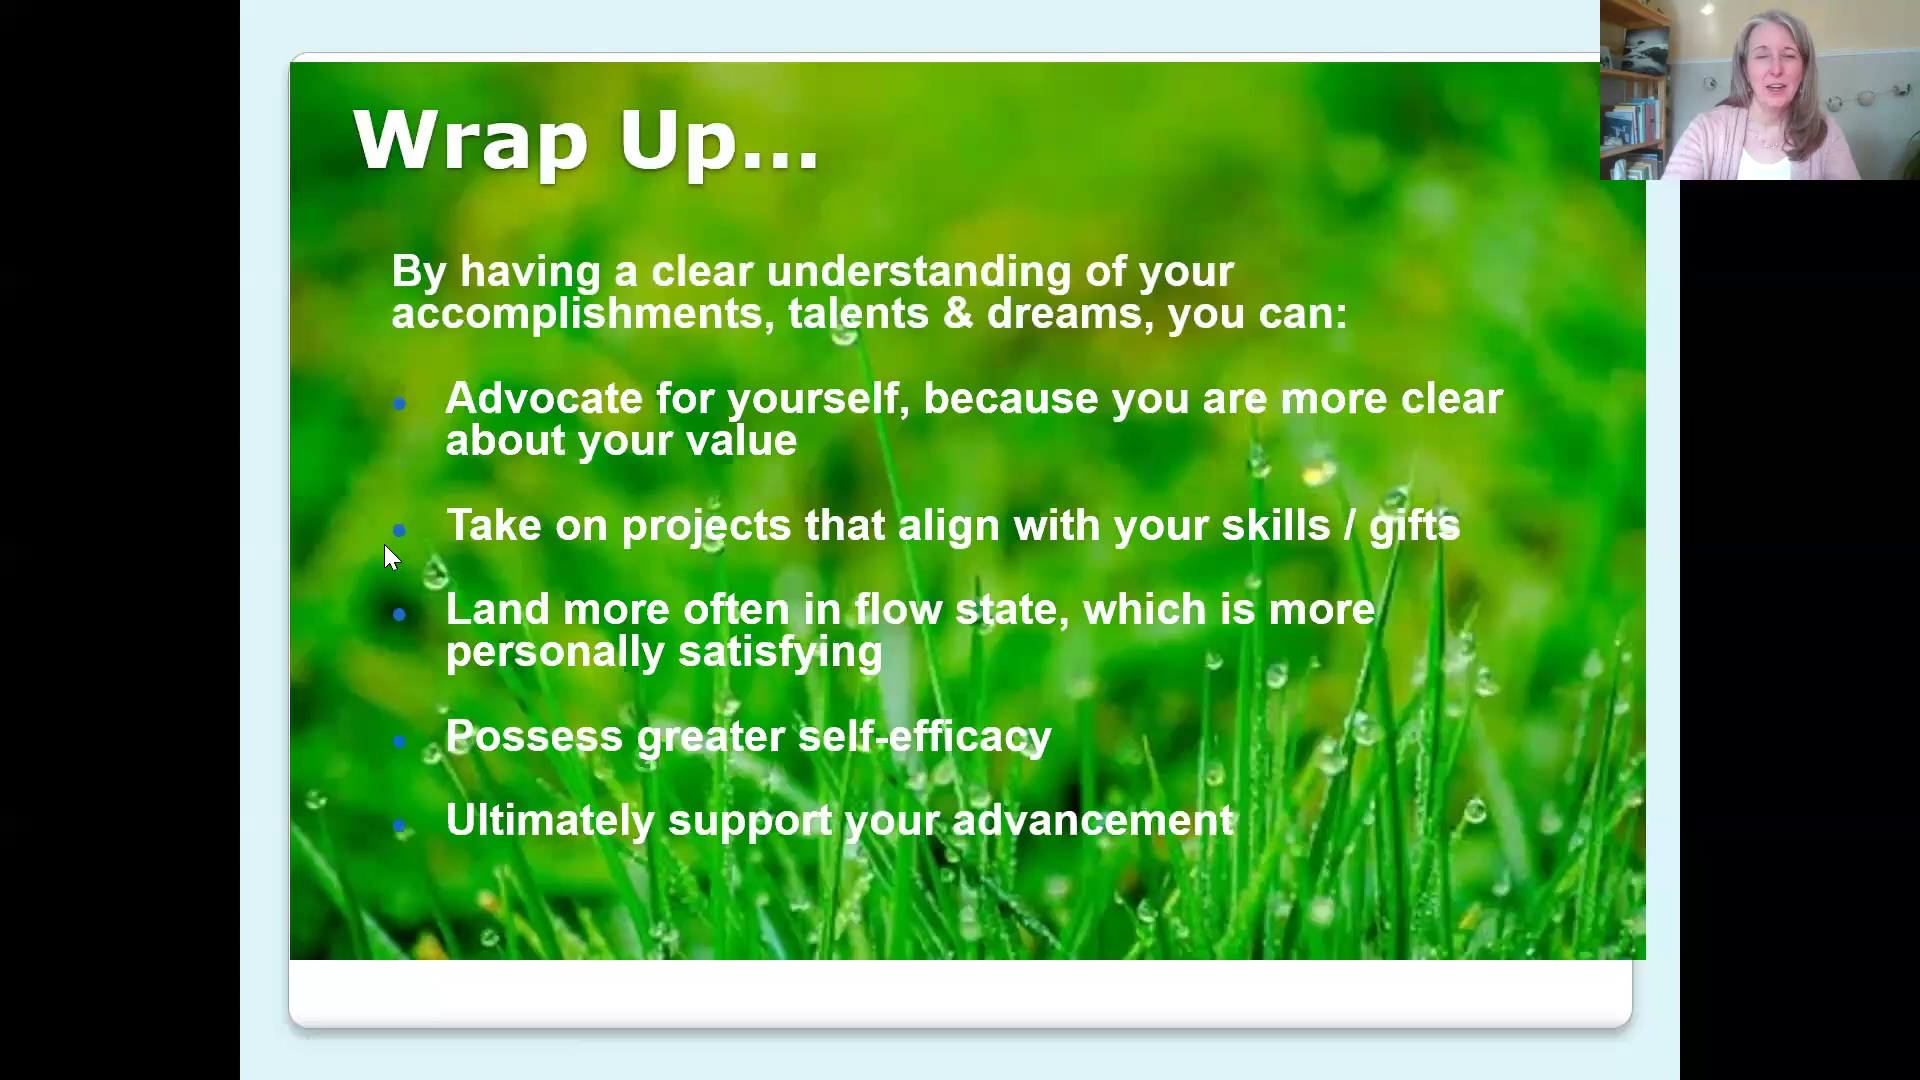 Wrap Up...
By having a clear understanding of your
accomplishments, talents & dreams, you can:
• Advocate for yourself, because you are more clear
about your value
• Take on projects that align with your skills / gifts
• Land more often in flow state, which is more
personally satisfying
• Possess greater self-efficacy
• Ultimately support your advancement